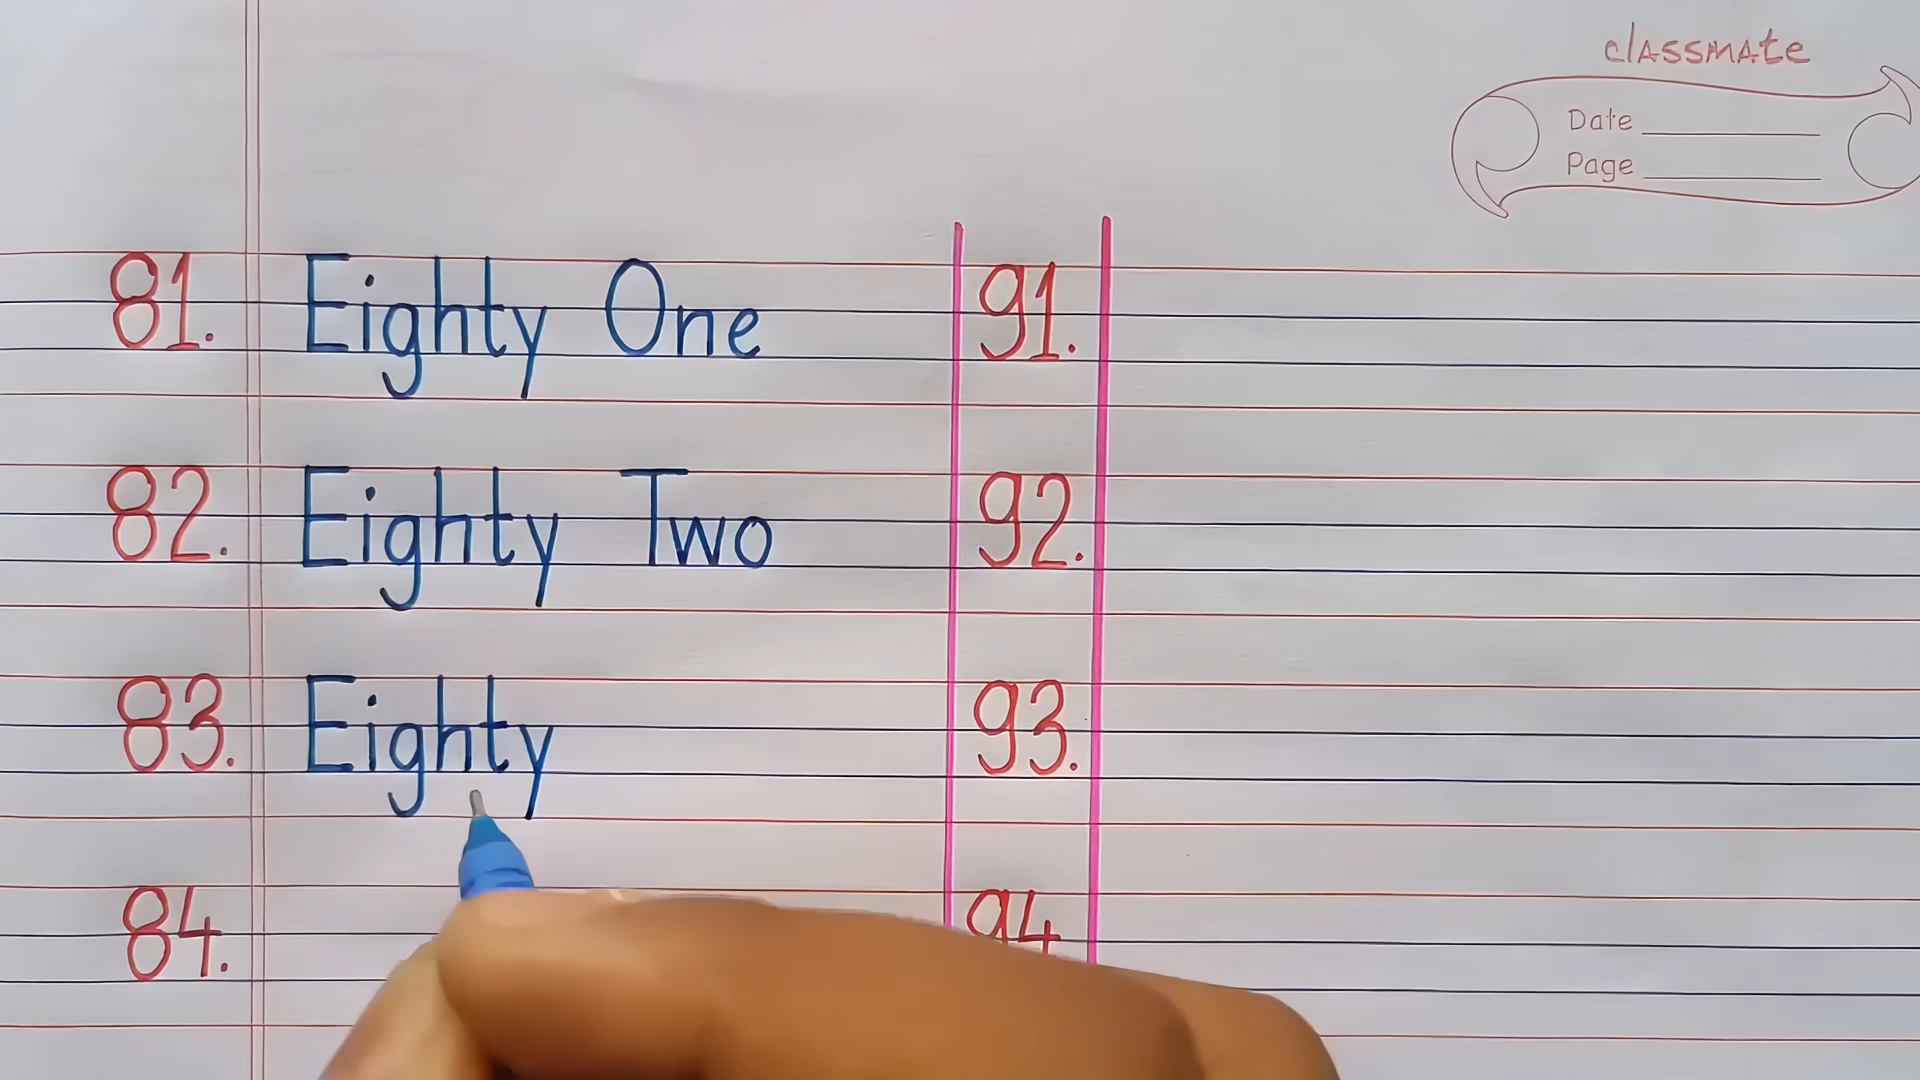 classmate
Date
Page
81. Eighty One
82. Eighty Two
83. Eighty
84.
91.
92.
93.
94